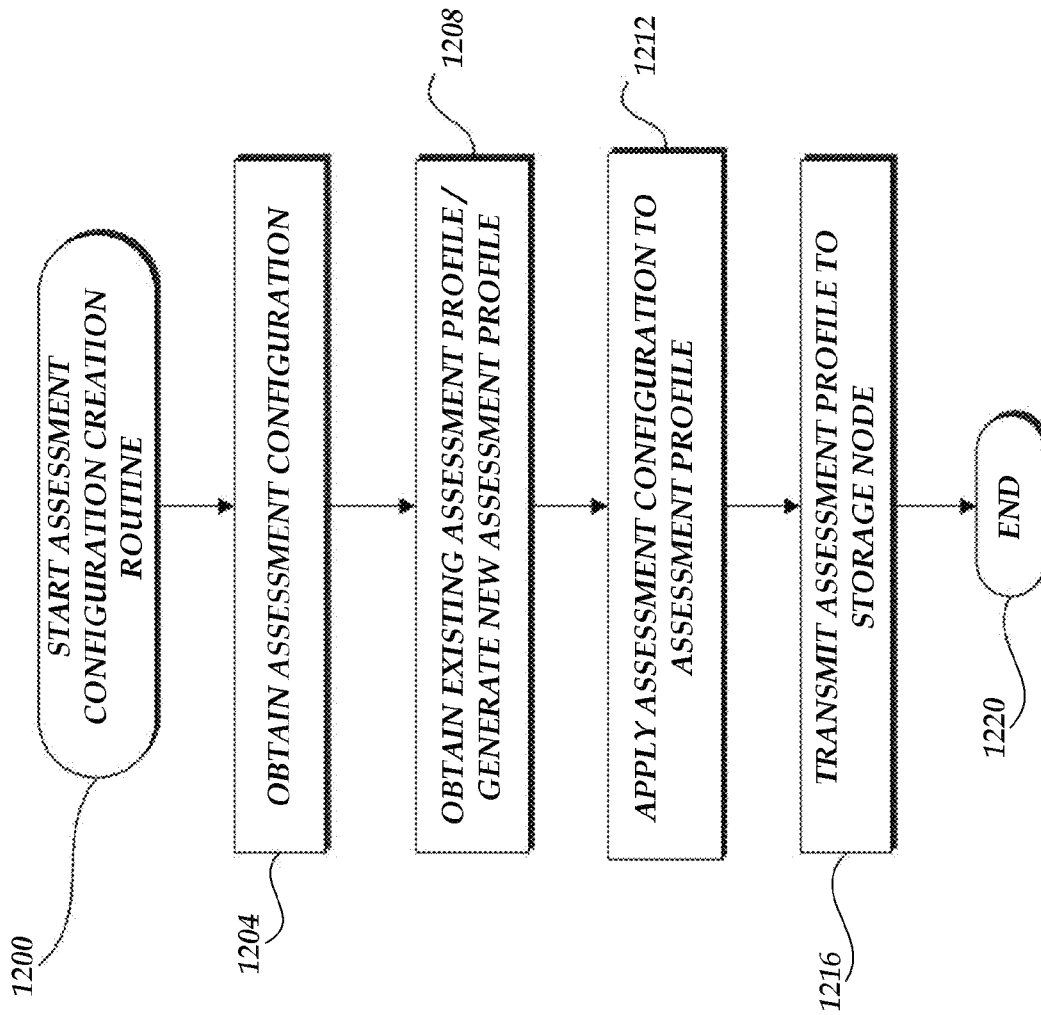 1200
START ASSESSMENT
CONFIGURATION CREATION
ROUTINE
1204
OBTAIN ASSESSMENT CONFIGURATION
1208
OBTAIN EXISTING ASSESSMENT PROFILE/
GENERATE NEW ASSESSMENT PROFILE
1212
APPLY ASSESSMENT CONFIGURATION TO
ASSESSMENT PROFILE
1216
TRANSMIT ASSESSMENT PROFILE TO
STORAGE NODE
1220
END